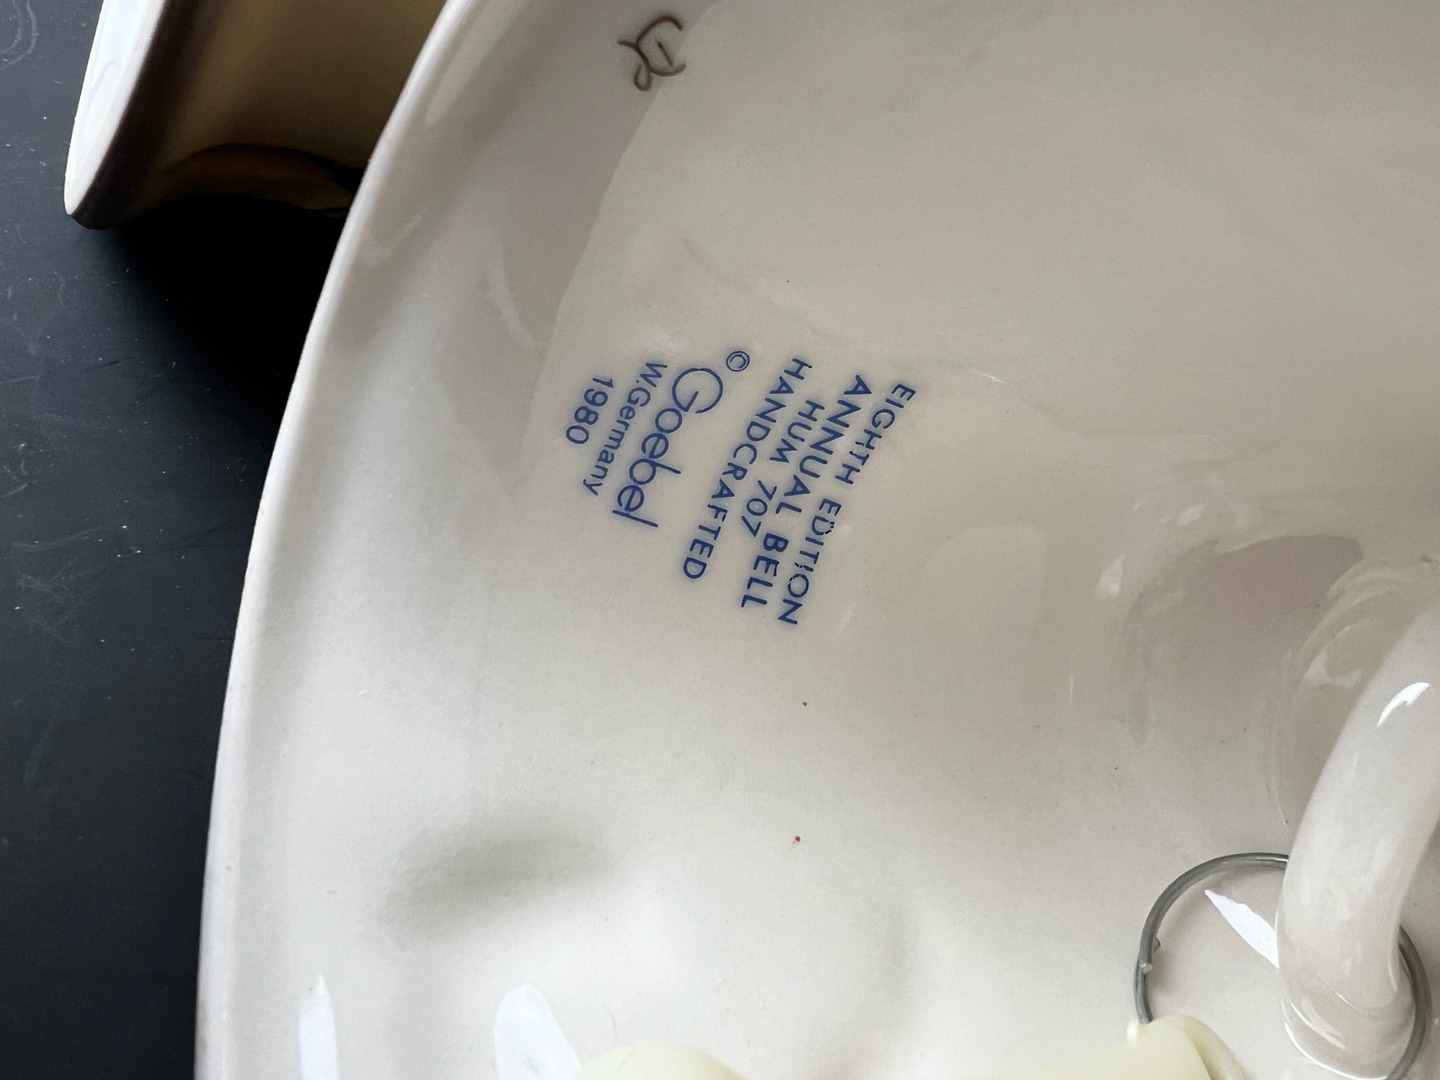 EIGHTH EDITION
ANNUAL BELL
HUM 707
HANDCRAFTED
© Goebel
W.Germany
1980